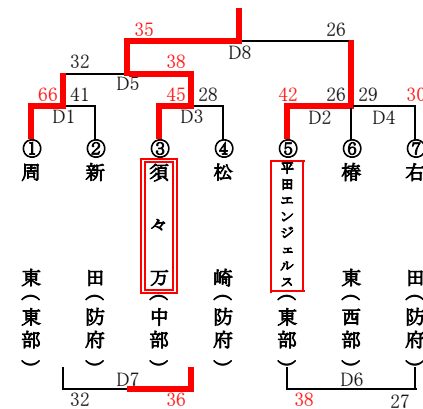 35 26
D8
32 38
D5
66 41 45 28 42 26 29 30
D1 D3 D2 D4
① ② ③ ④ ⑤ ⑥ ⑦
周東(東部)
新田(防府)
須々万(中部)
松崎(防府)
平田エンジェルス(東部)
椿東(西部)
右田(防府)
D7 D6
32 36 38 27